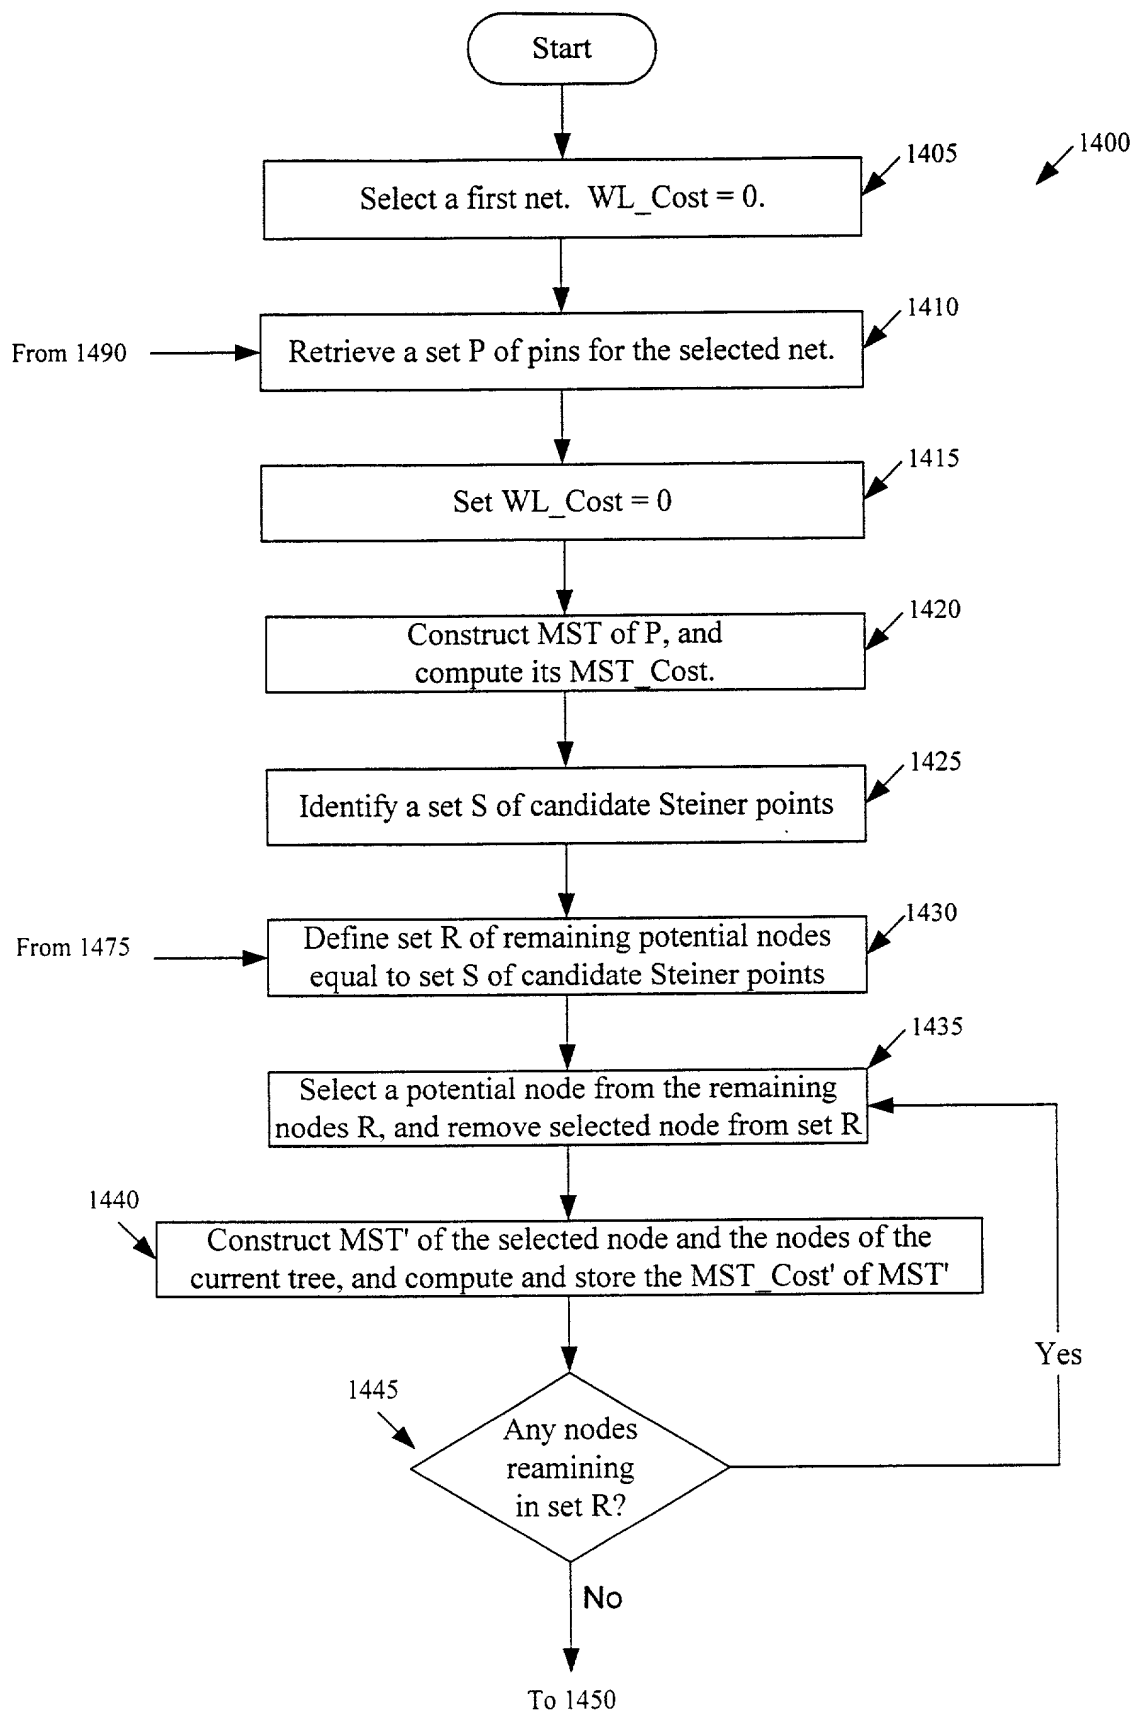 Start
1400
1405
Select a first net. WL_Cost = 0.
1410
From 1490
Retrieve a set P of pins for the selected net.
1415
Set WL_Cost = 0
1420
Construct MST of P, and
compute its MST_Cost.
1425
Identify a set S of candidate Steiner points
1430
From 1475
Define set R of remaining potential nodes
equal to set S of candidate Steiner points
1435
Select a potential node from the remaining
nodes R, and remove selected node from set R
1440
Construct MST' of the selected node and the nodes of the
current tree, and compute and store the MST_Cost' of MST'
Yes
1445
Any nodes
reamining
in set R?
No
To 1450